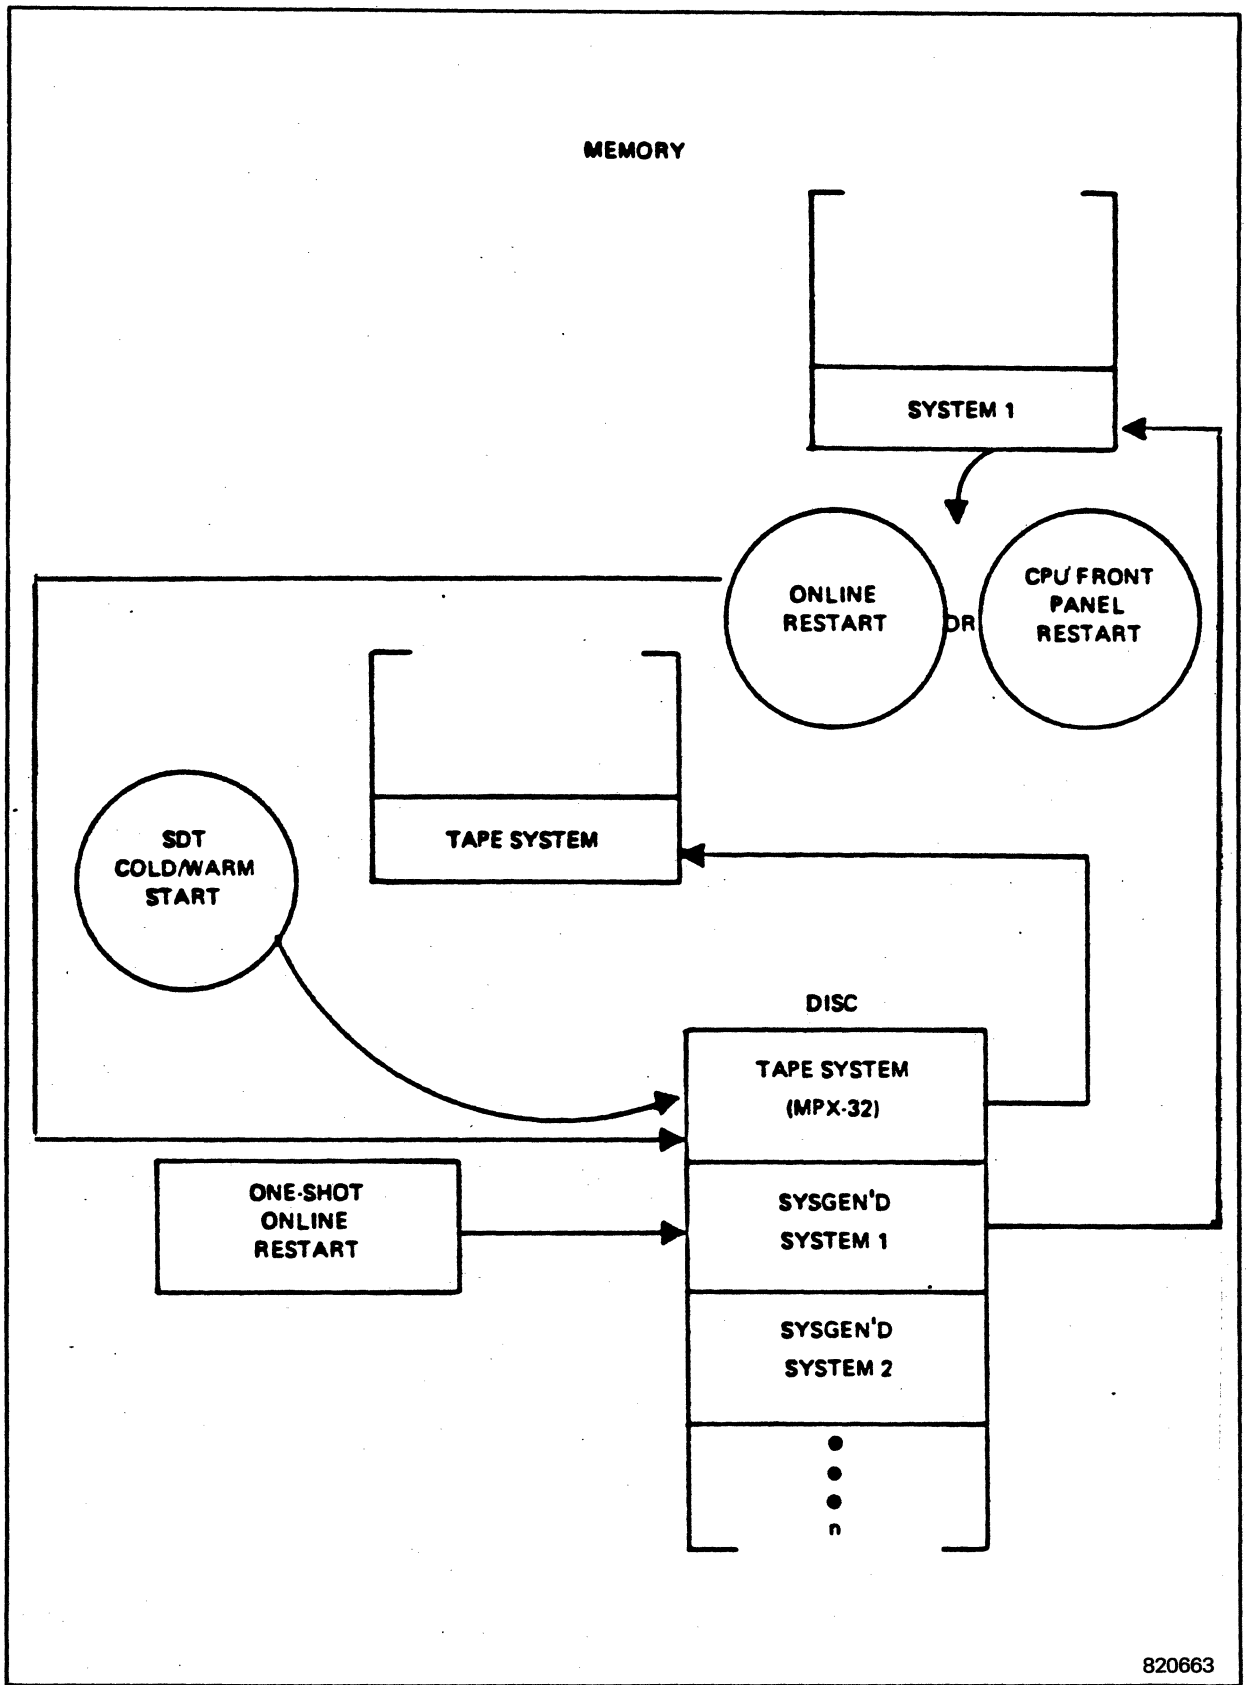 MEMORY
SYSTEM 1
ONLINE
RESTART
OR
CPU FRONT
PANEL
RESTART
TAPE SYSTEM
SDT
COLD/WARM
START
DISC
TAPE SYSTEM
(MPX-32)
ONE-SHOT
ONLINE
RESTART
SYSGEN'D
SYSTEM 1
SYSGEN'D
SYSTEM 2
n
820663